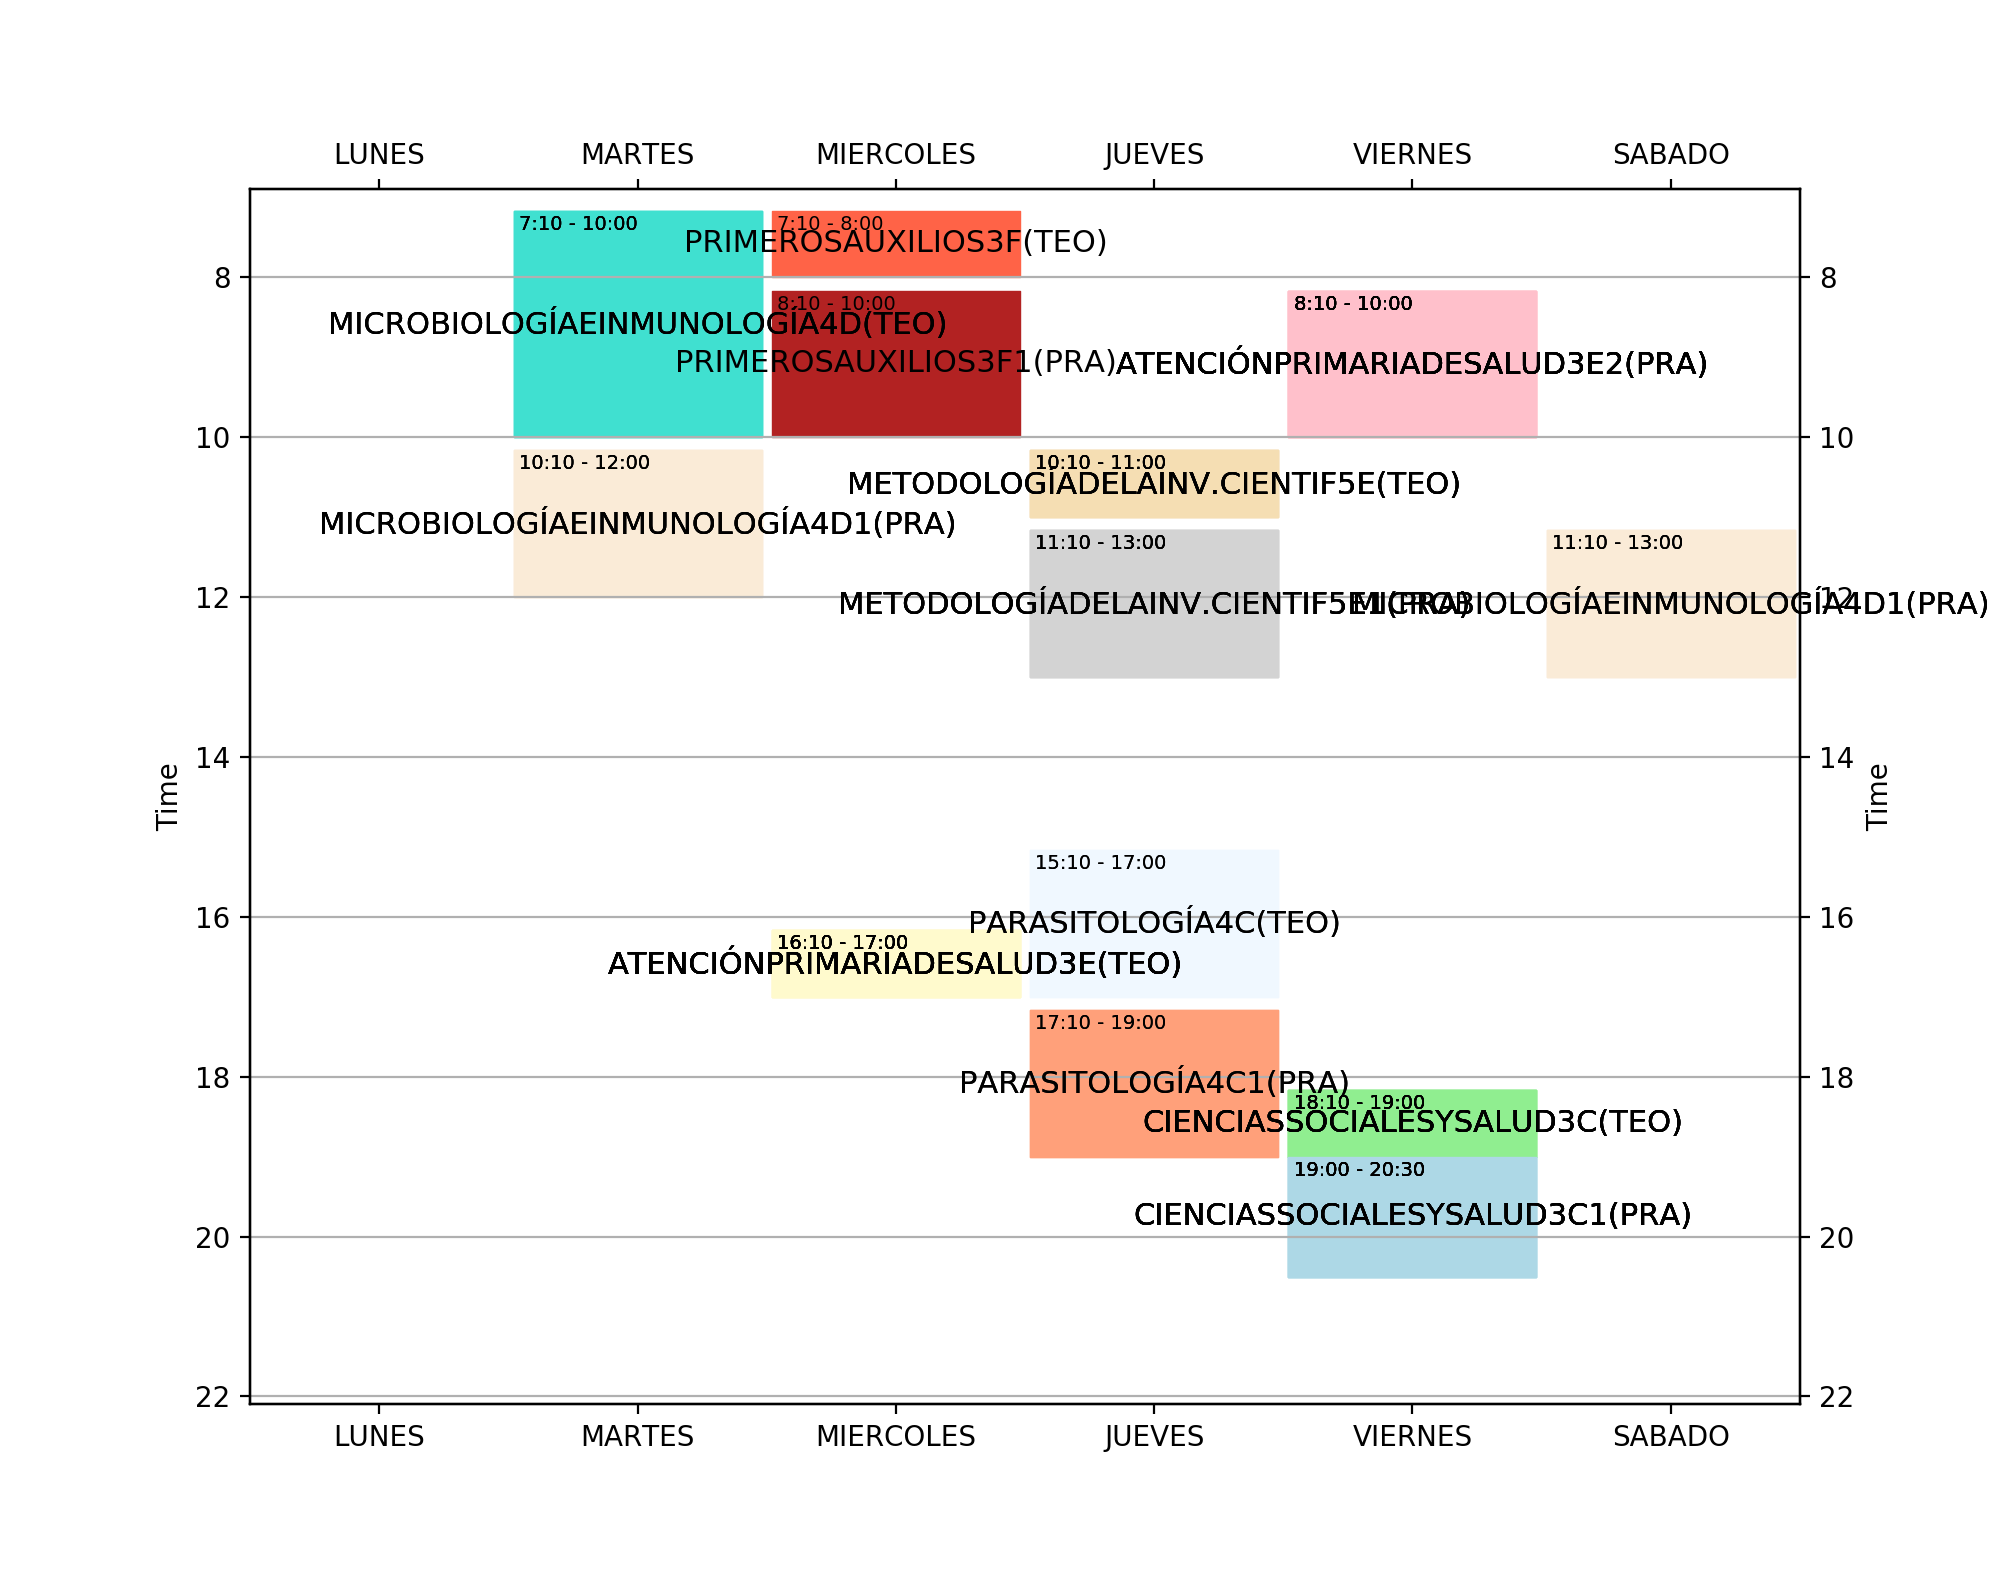 LUNES MARTES MIERCOLES JUEVES VIERNES SABADO
7:10 - 10:00 7:10 - 8:00
PRIMEROSAUXILIOS3F(TEO)
8 8
8:10 - 10:00 8:10 - 10:00
MICROBIOLOGÍAEINMUNOLOGÍA4D(TEO)
PRIMEROSAUXILIOS3F1(PRA) ATENCIÓNPRIMARIADESALUD3E2(PRA)
10 10
10:10 - 12:00 10:10 - 11:00
METODOLOGÍADELAINV.CIENTIF5E(TEO)
MICROBIOLOGÍAEINMUNOLOGÍA4D1(PRA)
11:10 - 13:00 11:10 - 13:00
12 METODOLOGÍADELAINV.CIENTIF5E1(PRA) MICROBIOLOGÍAEINMUNOLOGÍA4D1(PRA) 12
14 14
Time Time
15:10 - 17:00
16 PARASITOLOGÍA4C(TEO) 16
16:10 - 17:00
ATENCIÓNPRIMARIADESALUD3E(TEO)
17:10 - 19:00
18 PARASITOLOGÍA4C1(PRA) 18
18:10 - 19:00
CIENCIASSOCIALESYSALUD3C(TEO)
19:00 - 20:30
CIENCIASSOCIALESYSALUD3C1(PRA)
20 20
22 22
LUNES MARTES MIERCOLES JUEVES VIERNES SABADO